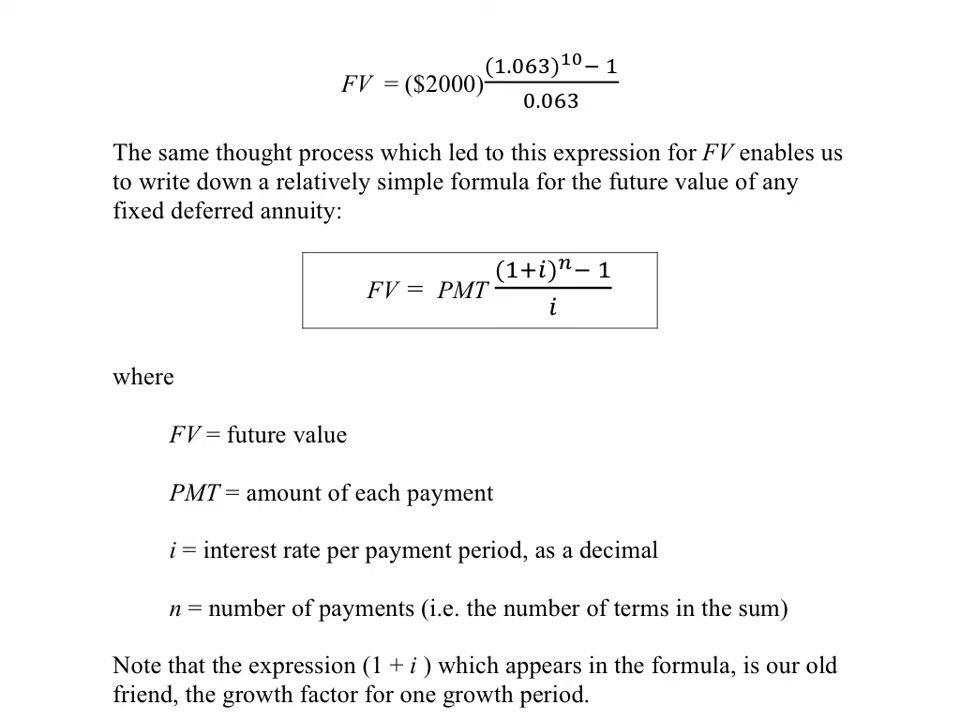 FV = ($2000) ((1.063)^10 − 1) / 0.063
The same thought process which led to this expression for FV enables us
to write down a relatively simple formula for the future value of any
fixed deferred annuity:
FV = PMT ((1+i)^n − 1) / i
where
FV = future value
PMT = amount of each payment
i = interest rate per payment period, as a decimal
n = number of payments (i.e. the number of terms in the sum)
Note that the expression (1 + i ) which appears in the formula, is our old
friend, the growth factor for one growth period.